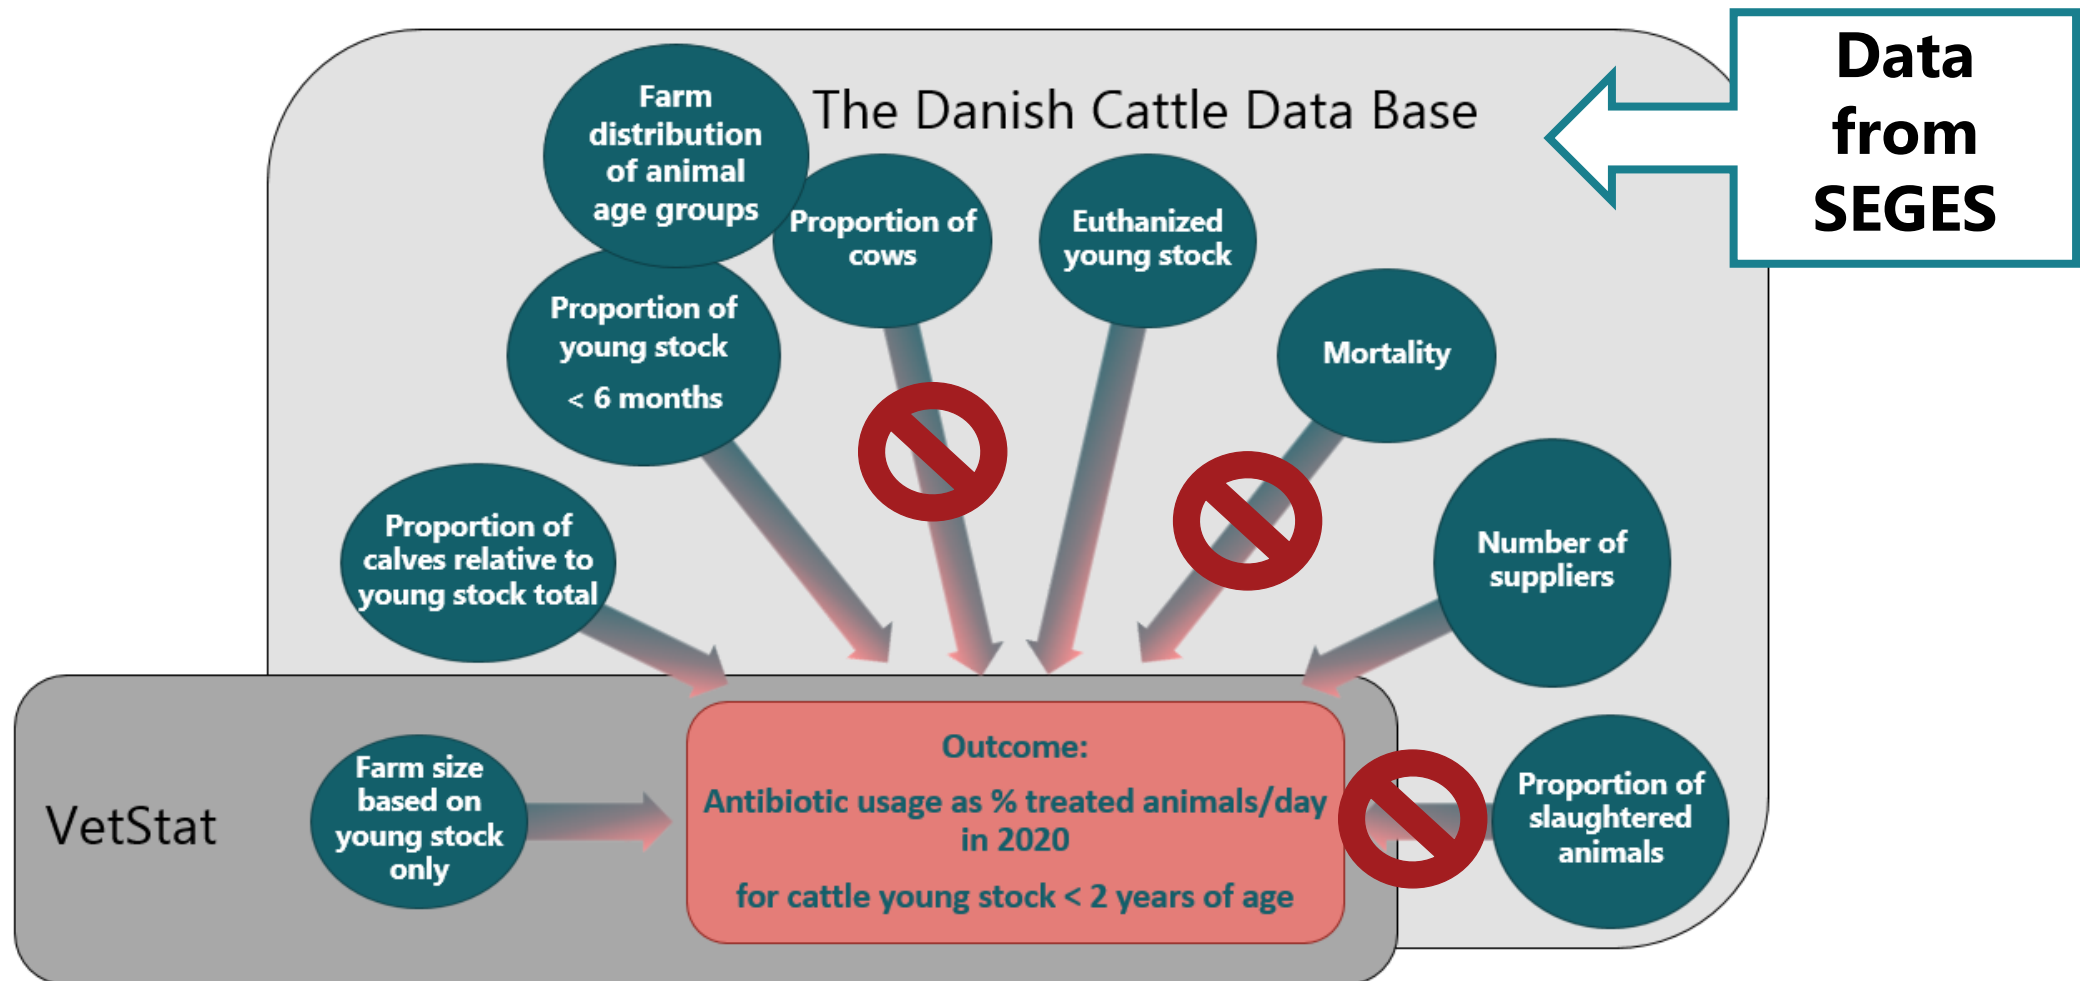 The Danish Cattle Data Base
Data
from
SEGES
Farm
distribution
of animal
age groups
Proportion of
cows
Euthanized
young stock
Proportion of
young stock
< 6 months
Mortality
Proportion of
calves relative to
young stock total
Number of
suppliers
VetStat
Farm size
based on
young stock
only
Outcome:
Antibiotic usage as % treated animals/day
in 2020
for cattle young stock < 2 years of age
Proportion of
slaughtered
animals